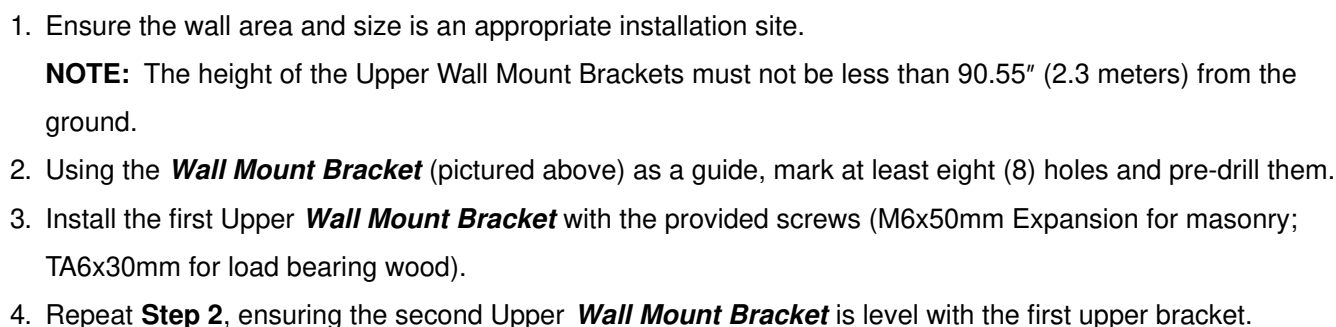 1. Ensure the wall area and size is an appropriate installation site.
NOTE: The height of the Upper Wall Mount Brackets must not be less than 90.55″ (2.3 meters) from the
ground.
2. Using the Wall Mount Bracket (pictured above) as a guide, mark at least eight (8) holes and pre-drill them.
3. Install the first Upper Wall Mount Bracket with the provided screws (M6x50mm Expansion for masonry;
TA6x30mm for load bearing wood).
4. Repeat Step 2, ensuring the second Upper Wall Mount Bracket is level with the first upper bracket.